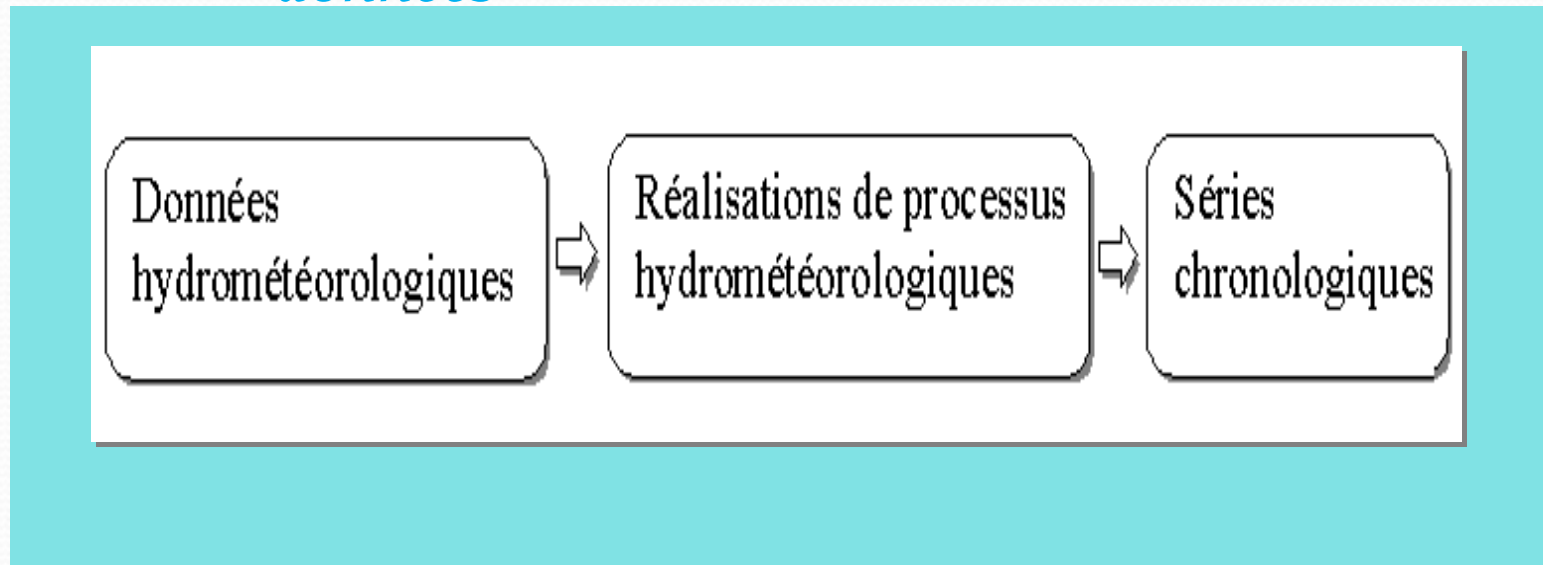 Données
hydrométéorologiques
Réalisations de processus
hydrométéorologiques
Séries
chronologiques